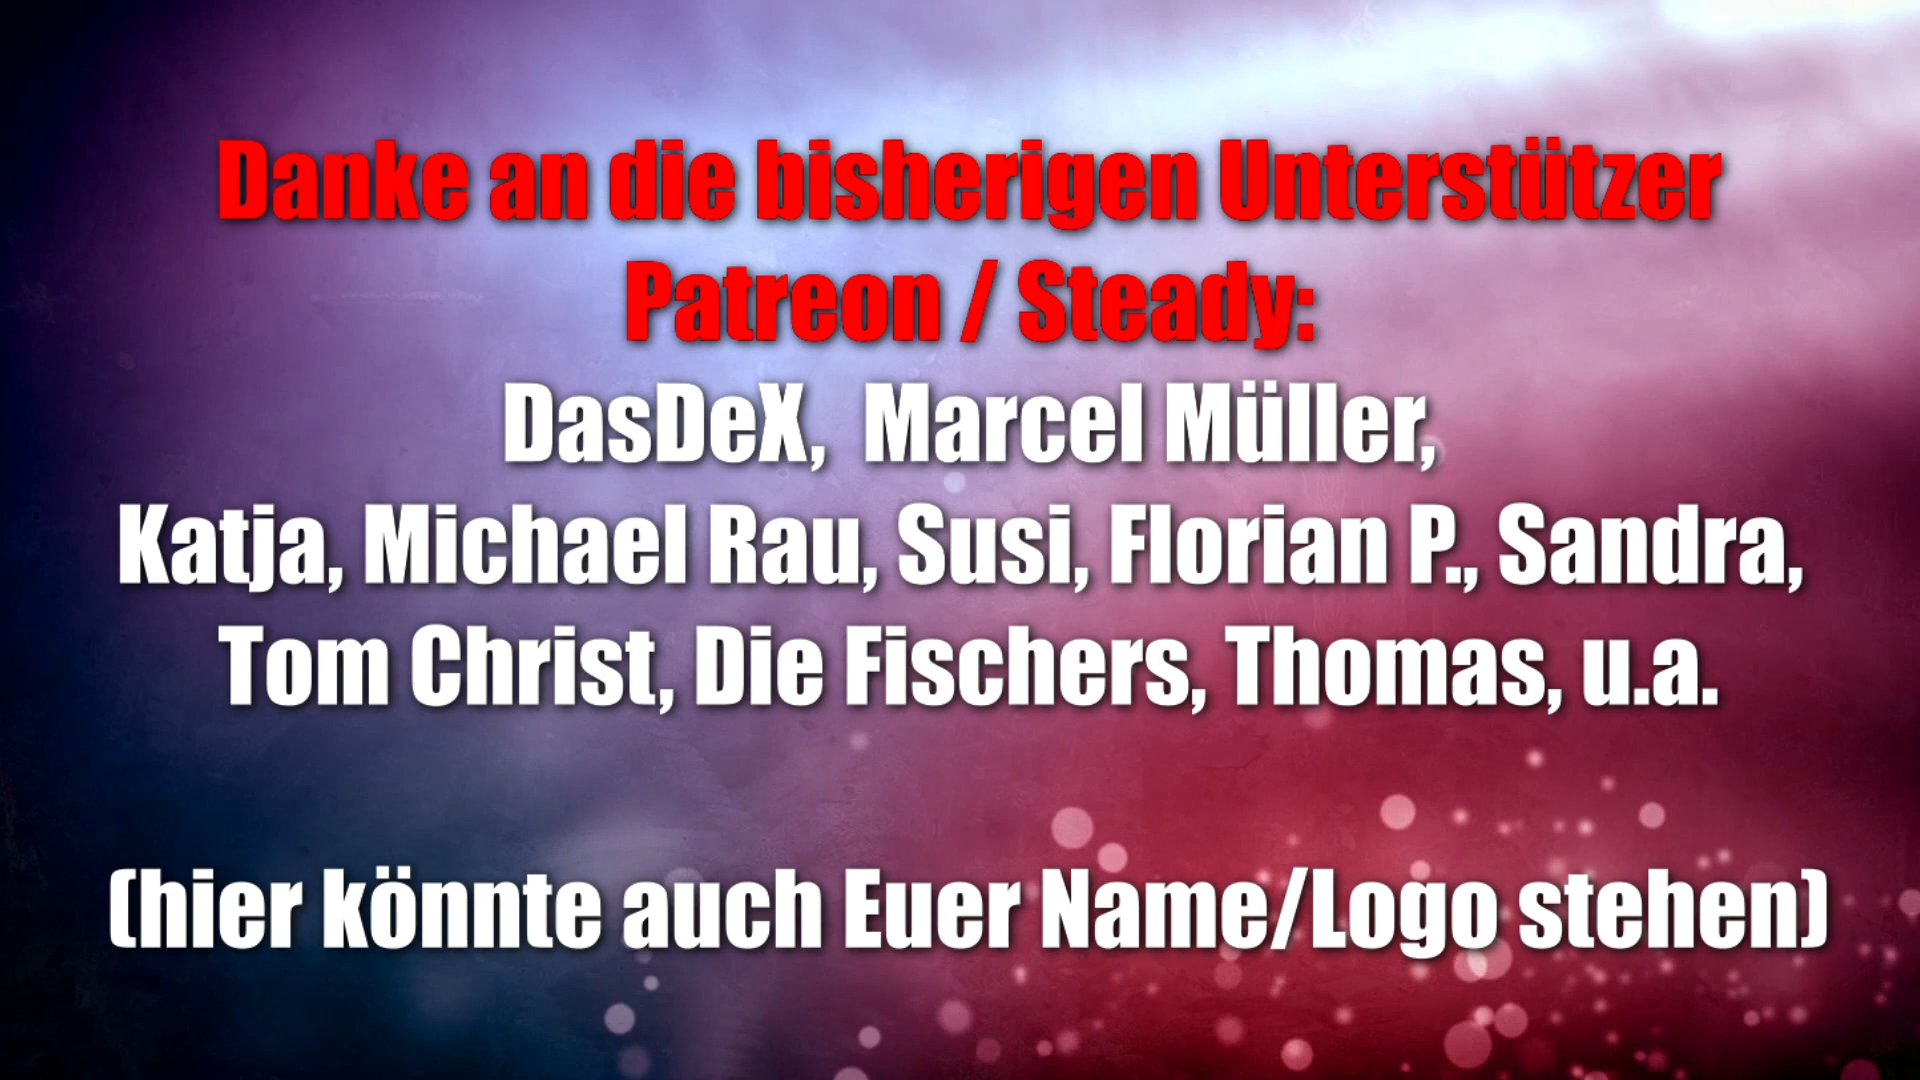 Danke an die bisherigen Unterstützer
Patreon / Steady:
DasDeX, Marcel Müller,
Katja, Michael Rau, Susi, Florian P., Sandra,
Tom Christ, Die Fischers, Thomas, u.a.
(hier könnte auch Euer Name/Logo stehen)